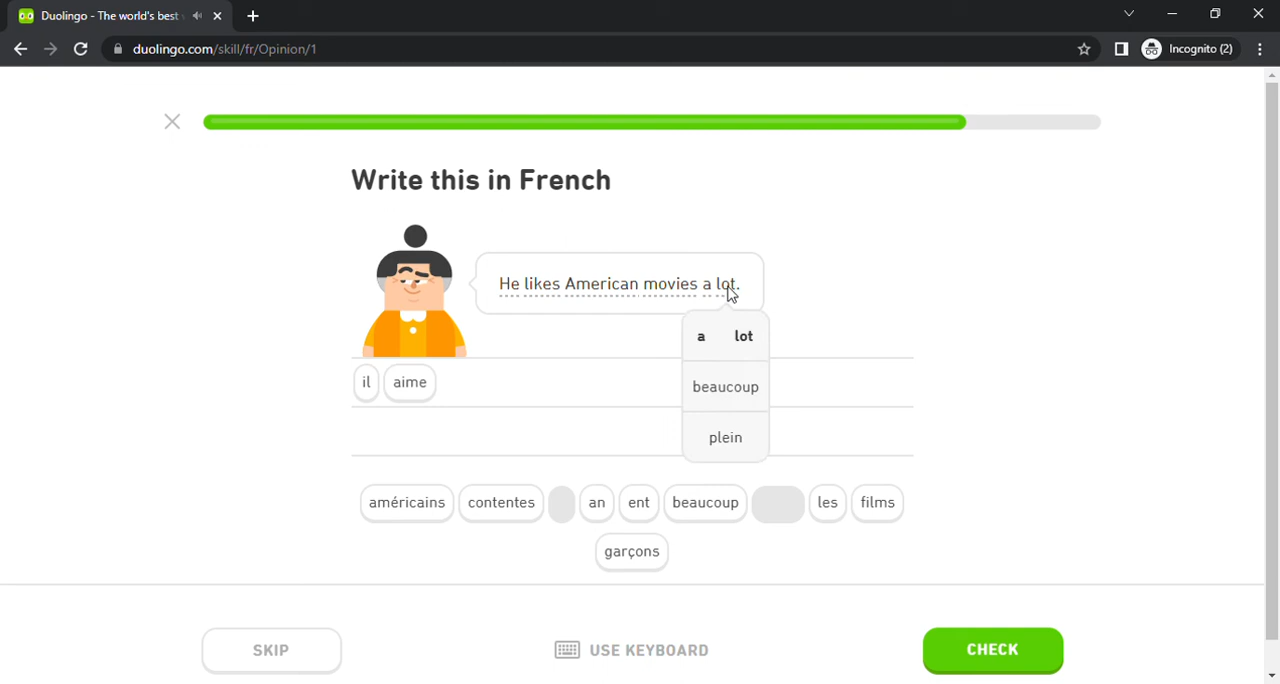 Duolingo - The world's best
duolingo.com/skill/fr/Opinion/1
Incognito (2)
Write this in French
He likes American movies a lot.
a lot
beaucoup
plein
il aime
américains contentes an ent beaucoup les films
garçons
SKIP
USE KEYBOARD
CHECK